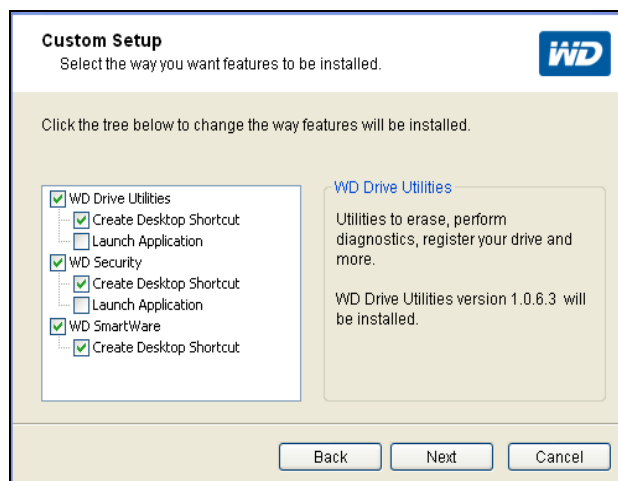 Custom Setup
Select the way you want features to be installed.
WD
Click the tree below to change the way features will be installed.
WD Drive Utilities
Create Desktop Shortcut
Launch Application
WD Security
Create Desktop Shortcut
Launch Application
WD SmartWare
Create Desktop Shortcut
WD Drive Utilities
Utilities to erase, perform
diagnostics, register your drive and
more.
WD Drive Utilities version 1.0.6.3 will
be installed.
Back
Next
Cancel